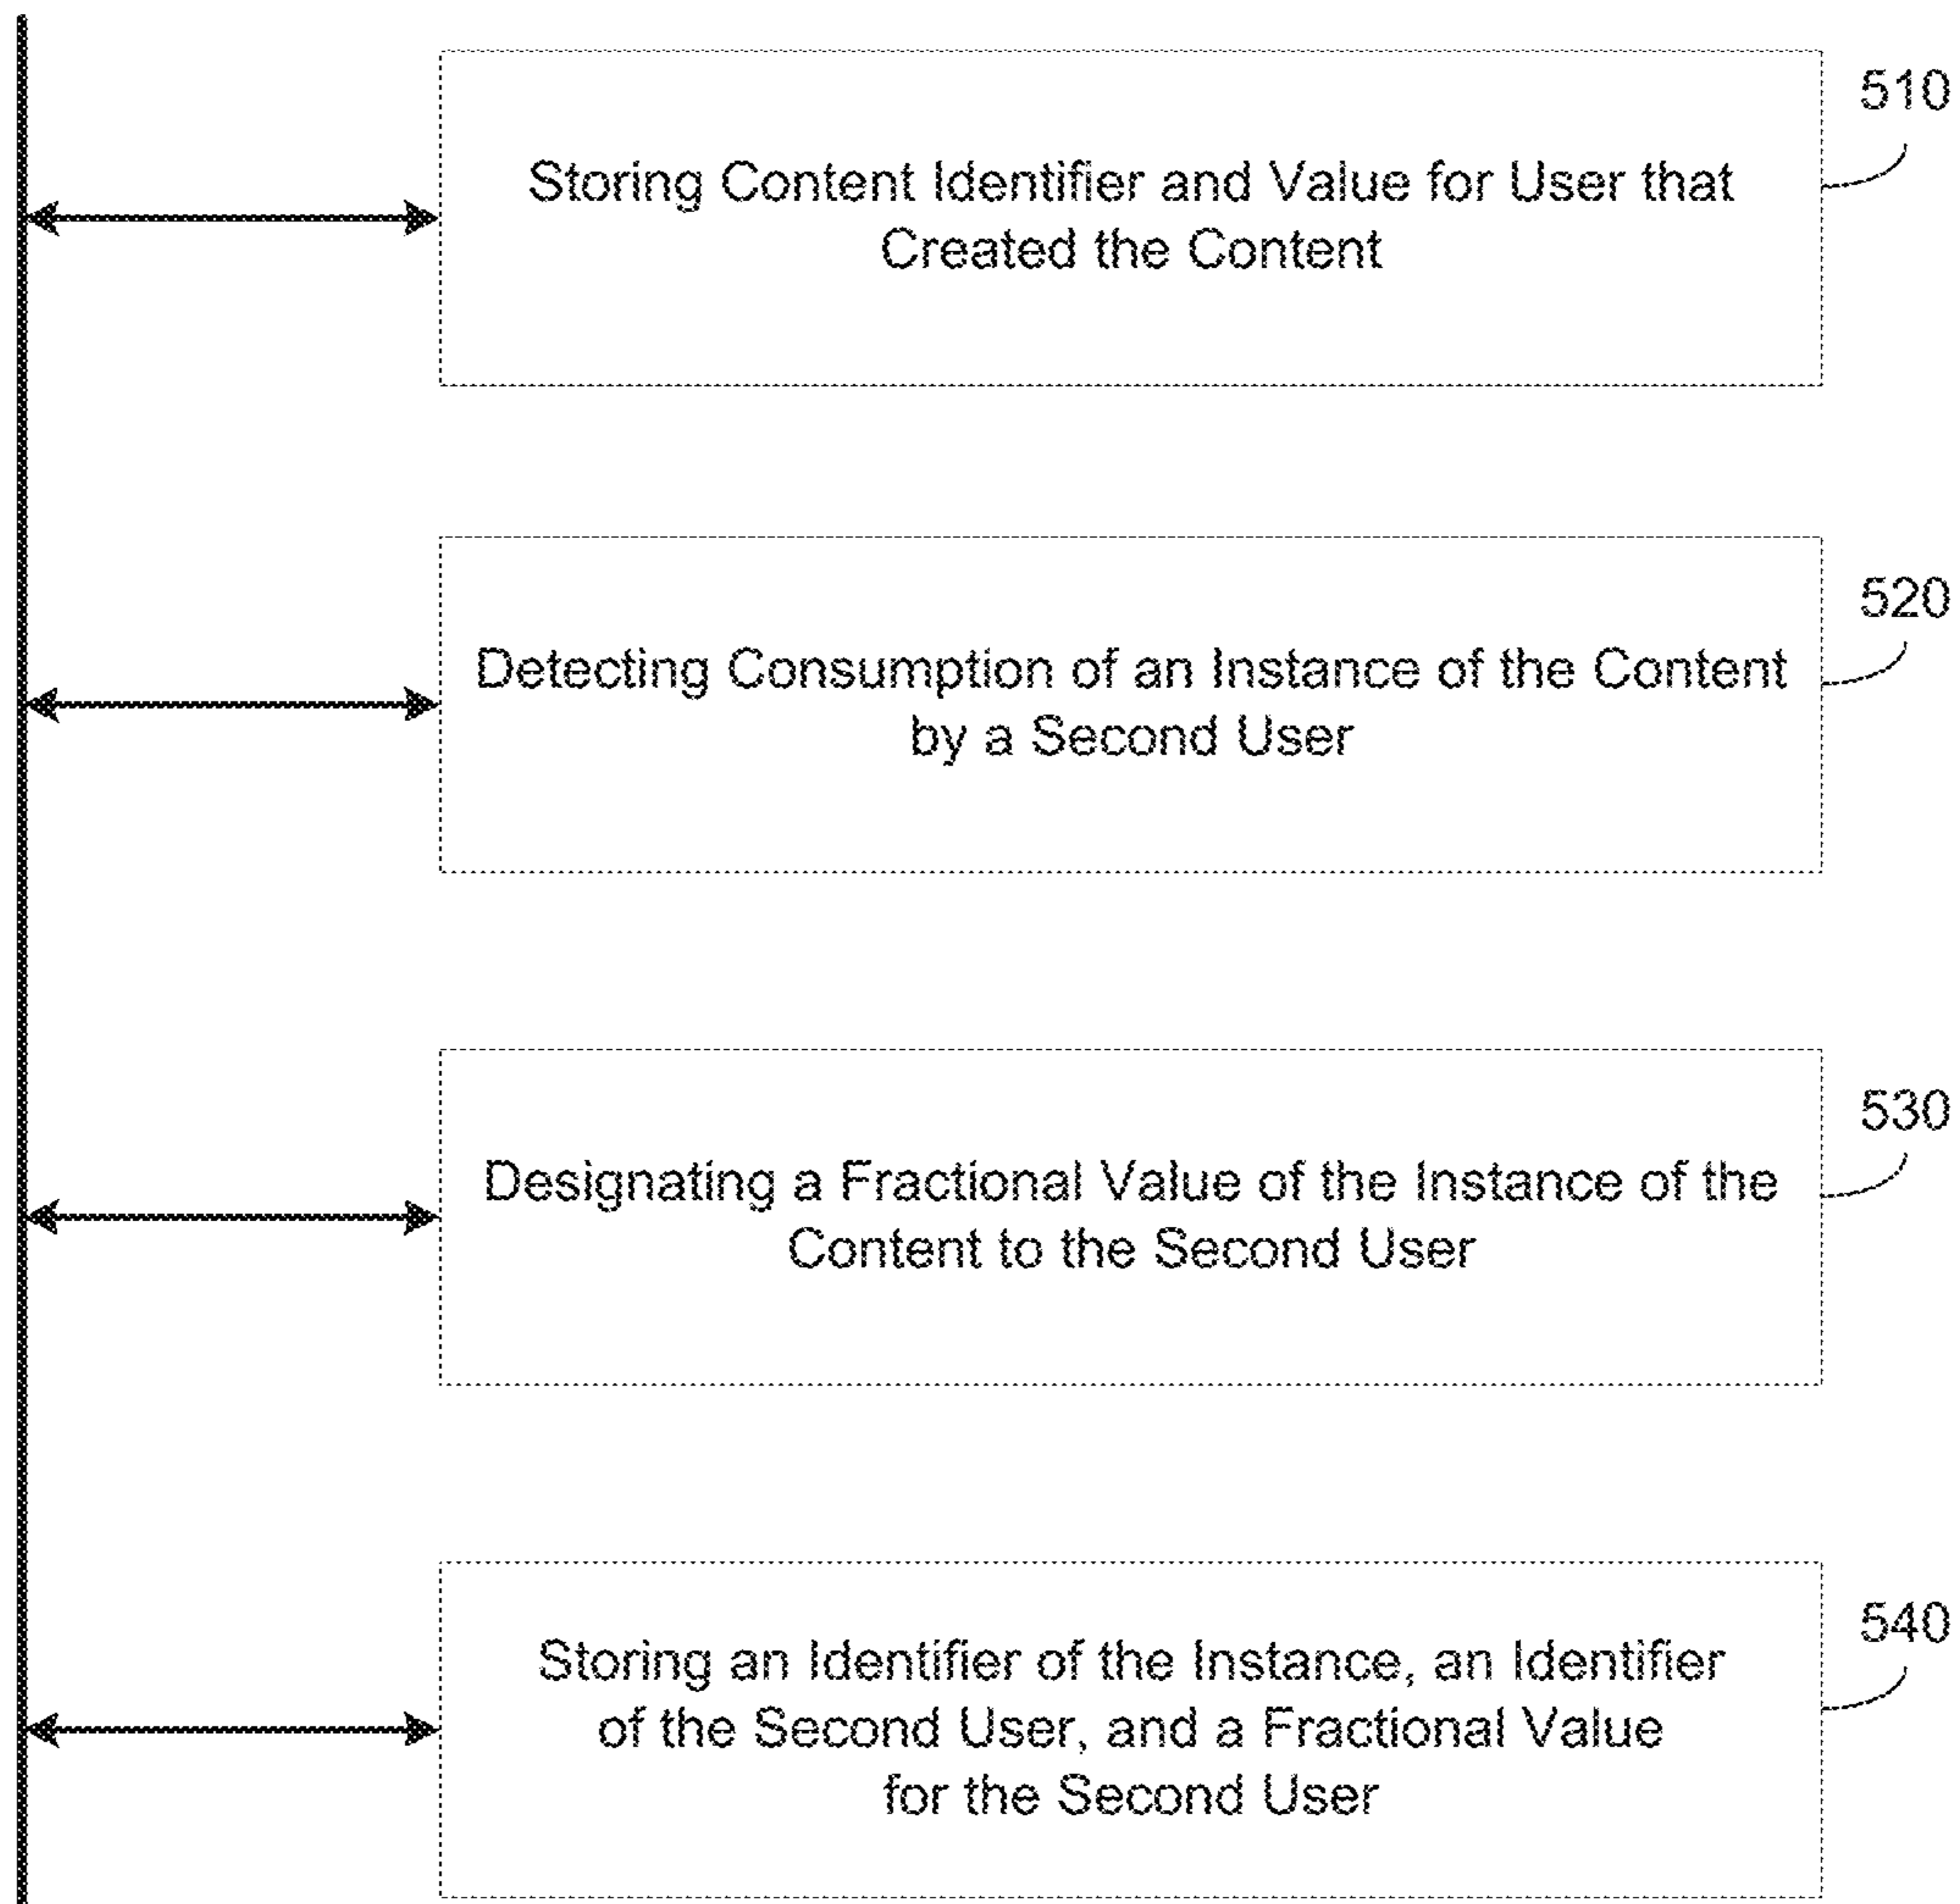 510
Storing Content Identifier and Value for User that
Created the Content
520
Detecting Consumption of an Instance of the Content
by a Second User
530
Designating a Fractional Value of the Instance of the
Content to the Second User
540
Storing an Identifier of the Instance, an Identifier
of the Second User, and a Fractional Value
for the Second User